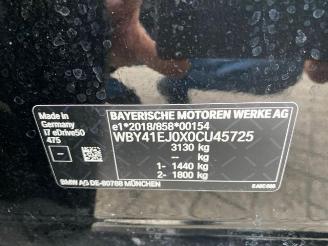 Made in
Germany
i7 eDrive50
475
BAYERISCHE MOTOREN WERKE AG
e1*2018/858*00154
WBY41EJ0X0CU45725
3130 kg
-- kg
1- 1440 kg
2- 1800 kg
BMW AG DE-80788 MÜNCHEN